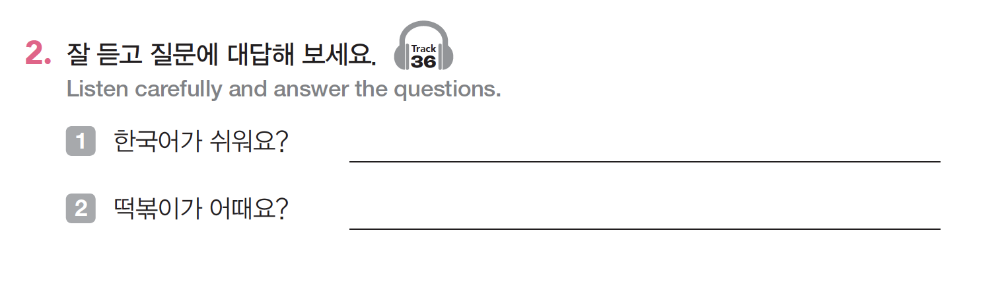 2. 잘 듣고 질문에 대답해 보세요. Track 36
Listen carefully and answer the questions.
1 한국어가 쉬워요?
2 떡볶이가 어때요?